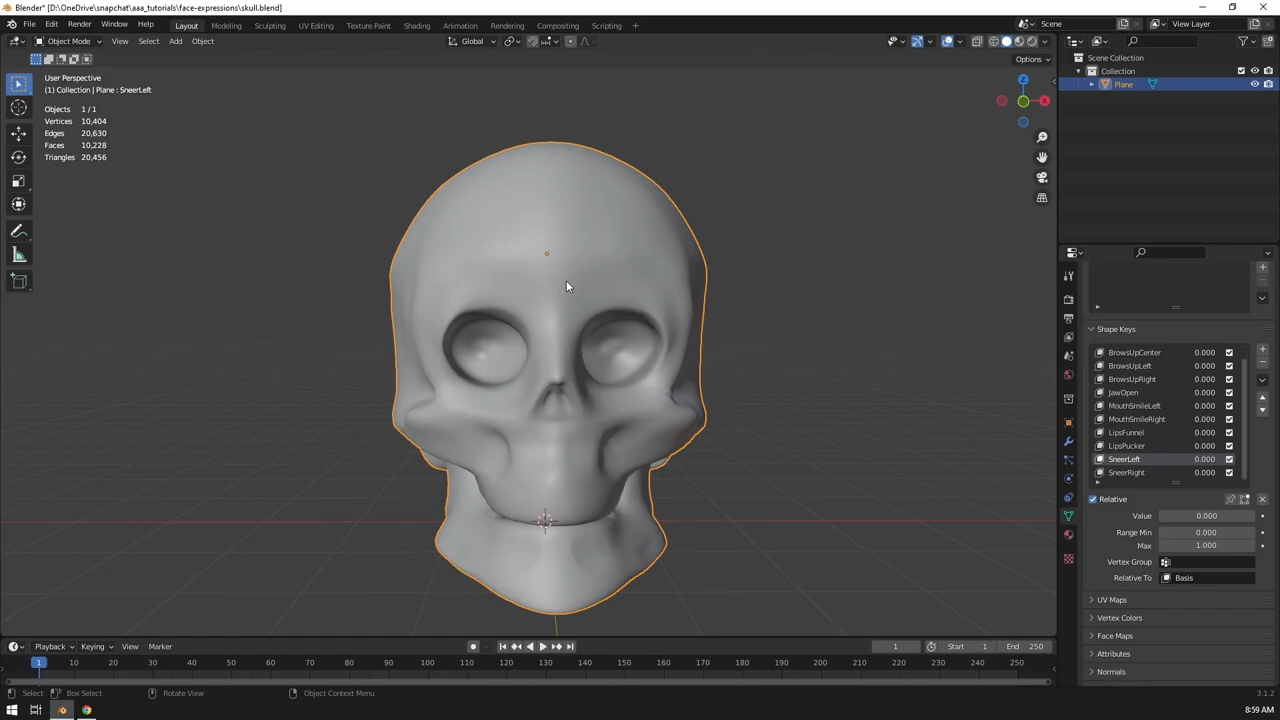 Blender* [D:\OneDrive\snapchat\aaa_tutorials\face-expressions\skull.blend]
File Edit Render Window Help Layout Modeling Sculpting UV Editing Texture Paint Shading Animation Rendering Compositing Scripting + Scene View Layer
Object Mode View Select Add Object Global
Options
User Perspective
(1) Collection | Plane : SneerLeft
Objects 1 / 1
Vertices 10,404
Edges 20,630
Faces 10,228
Triangles 20,456
Z
X
Scene Collection
Collection
Plane
Shape Keys
BrowsUpCenter 0.000
BrowsUpLeft 0.000
BrowsUpRight 0.000
JawOpen 0.000
MouthSmileLeft 0.000
MouthSmileRight 0.000
LipsFunnel 0.000
LipsPucker 0.000
SneerLeft 0.000
SneerRight 0.000
Relative
Value 0.000
Range Min 0.000
Max 1.000
Vertex Group
Relative To Basis
UV Maps
Vertex Colors
Face Maps
Attributes
Normals
Playback Keying View Marker 1 Start 1 End 250
1 10 20 30 40 50 60 70 80 90 100 110 120 130 140 150 160 170 180 190 200 210 220 230 240 250
Select Box Select Rotate View Object Context Menu 3.1.2
8:59 AM